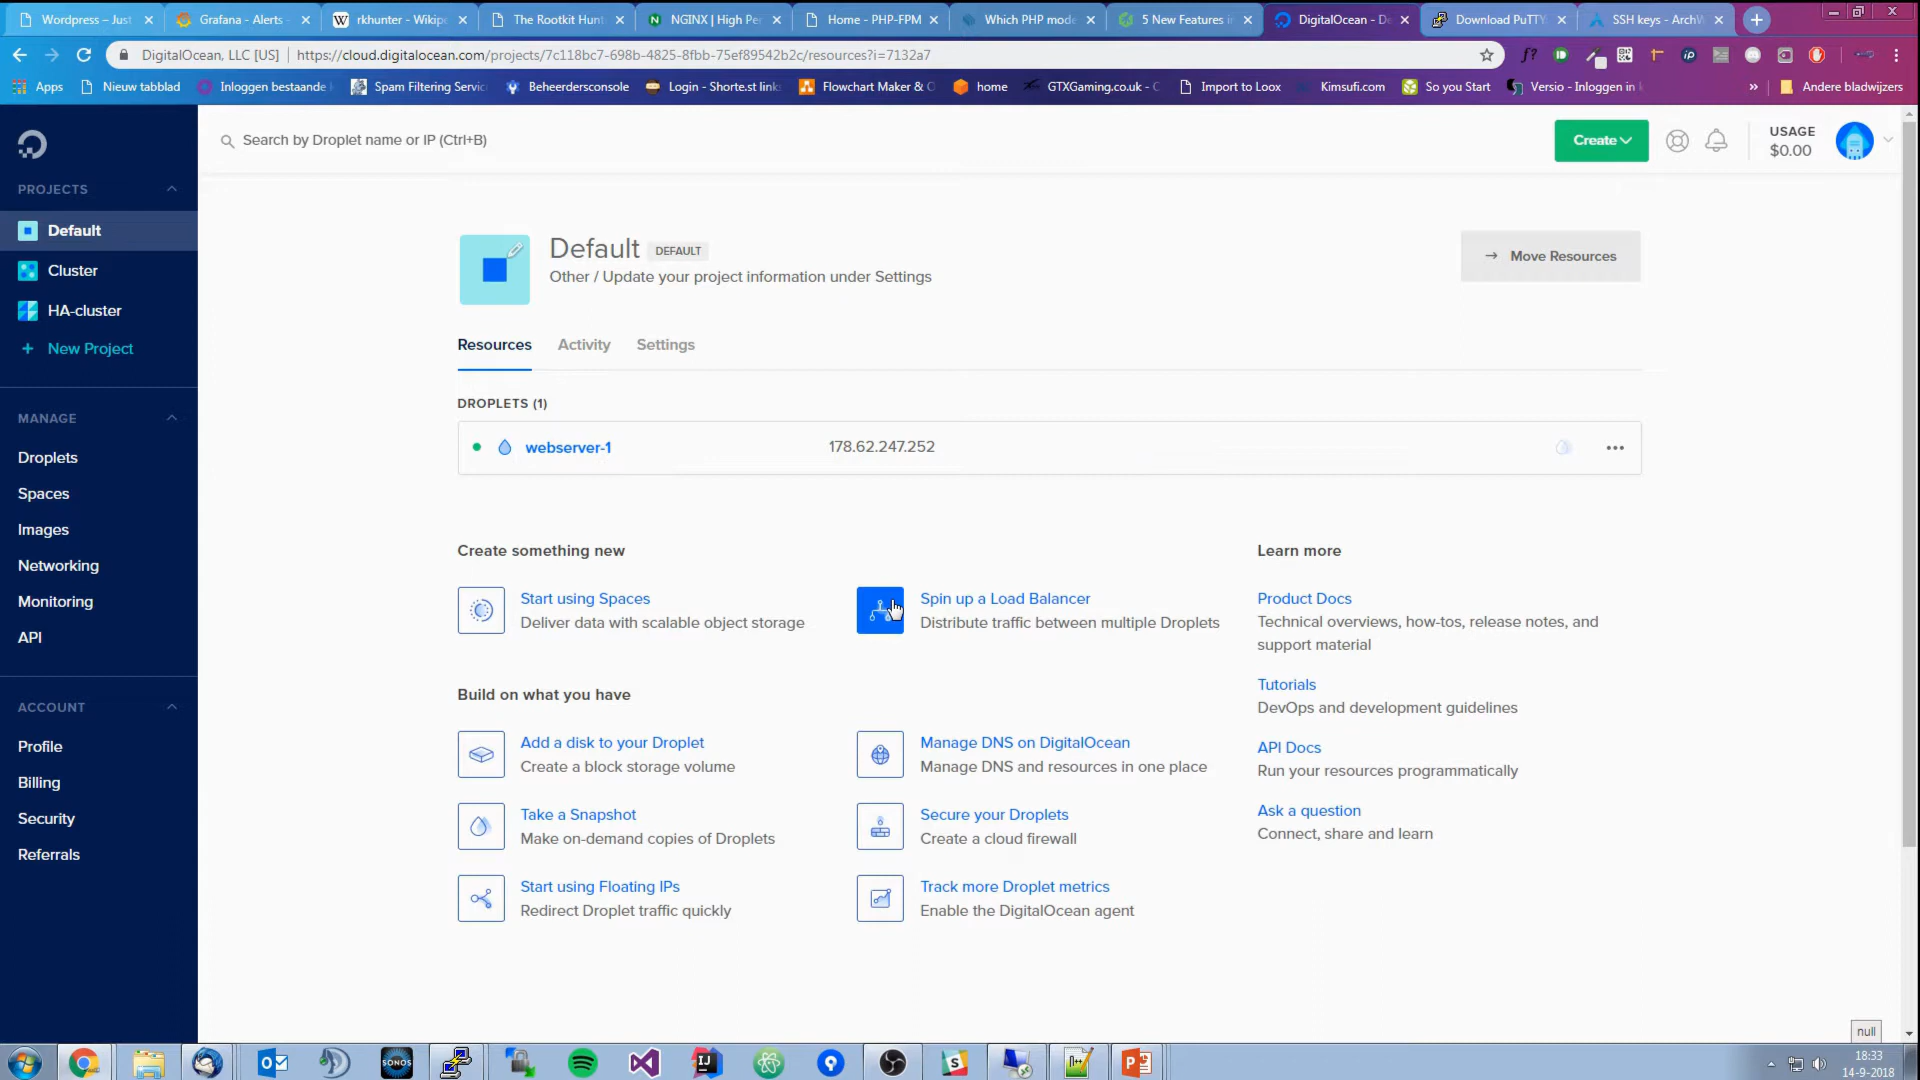 Wordpress – Just
Grafana - Alerts -
rkhunter - Wikipe
The Rootkit Hun
NGINX | High Pe
Home - PHP-FPM
Which PHP mode
5 New Features i
DigitalOcean - De
Download PuTTY
SSH keys - ArchW
DigitalOcean, LLC [US] | https://cloud.digitalocean.com/projects/7c118bc7-698b-4825-8fbb-75ef89542b2c/resources?i=7132a7
Apps
Nieuw tabblad
Inloggen bestaande
Spam Filtering Servic
Beheerdersconsole
Login - Shorte.st link
Flowchart Maker & O
home
GTXGaming.co.uk - C
Import to Loox
Kimsufi.com
So you Start
Versio - Inloggen in
»
Andere bladwijzers
Search by Droplet name or IP (Ctrl+B)
Create
USAGE
$0.00
PROJECTS
Default
Cluster
HA-cluster
+ New Project
MANAGE
Droplets
Spaces
Images
Networking
Monitoring
API
ACCOUNT
Profile
Billing
Security
Referrals
Default DEFAULT
Other / Update your project information under Settings
→ Move Resources
Resources Activity Settings
DROPLETS (1)
webserver-1 178.62.247.252
Create something new
Start using Spaces
Deliver data with scalable object storage
Spin up a Load Balancer
Distribute traffic between multiple Droplets
Build on what you have
Add a disk to your Droplet
Create a block storage volume
Manage DNS on DigitalOcean
Manage DNS and resources in one place
Take a Snapshot
Make on-demand copies of Droplets
Secure your Droplets
Create a cloud firewall
Start using Floating IPs
Redirect Droplet traffic quickly
Track more Droplet metrics
Enable the DigitalOcean agent
Learn more
Product Docs
Technical overviews, how-tos, release notes, and
support material
Tutorials
DevOps and development guidelines
API Docs
Run your resources programmatically
Ask a question
Connect, share and learn
null
SONOS
18:33
14-9-2018